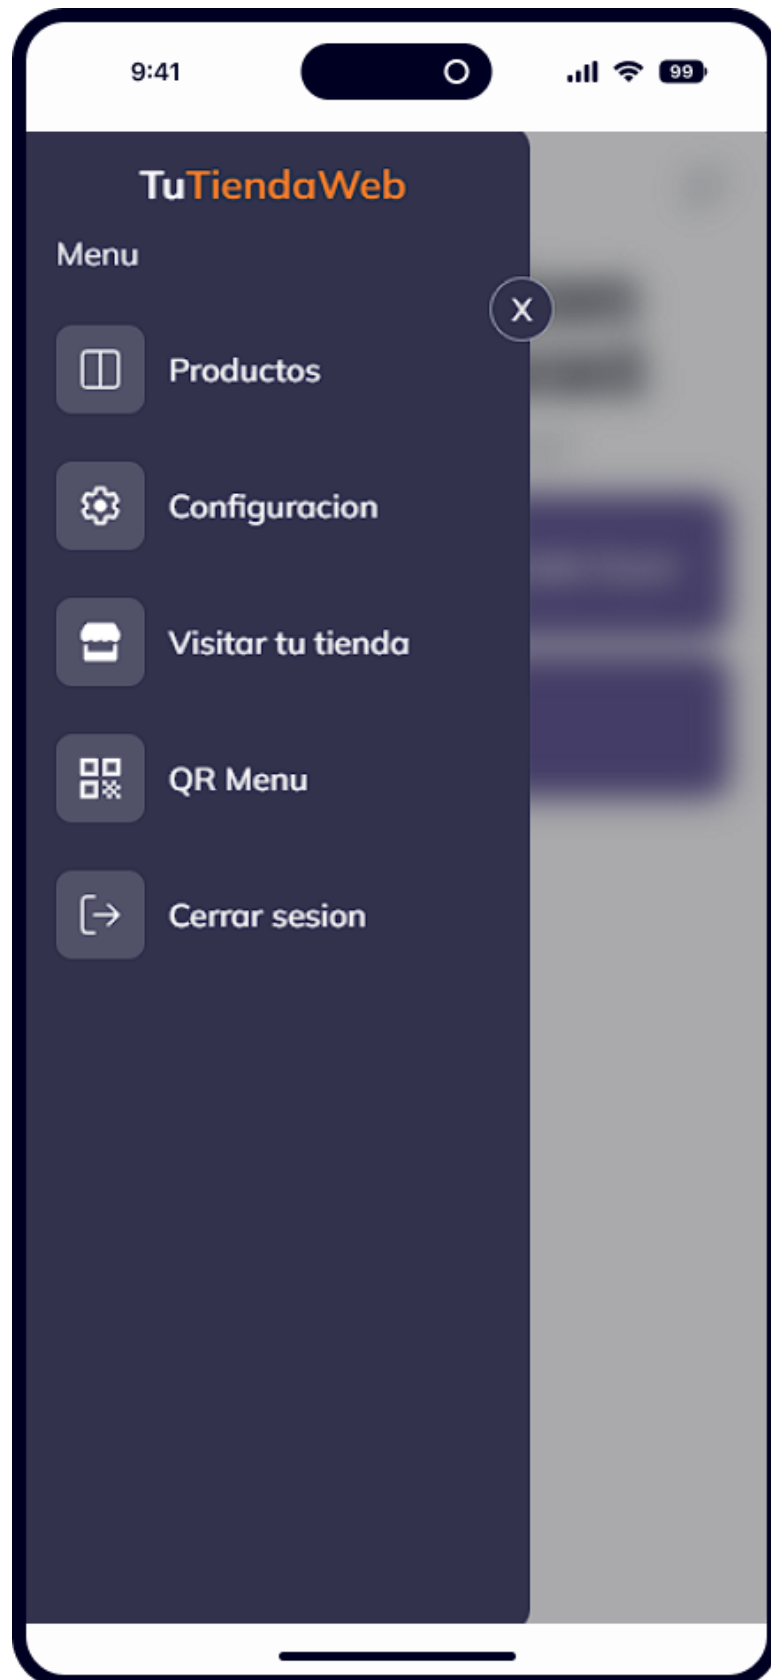 9:41
99
TuTiendaWeb
Menu
X
Productos
Configuracion
Visitar tu tienda
QR Menu
Cerrar sesion